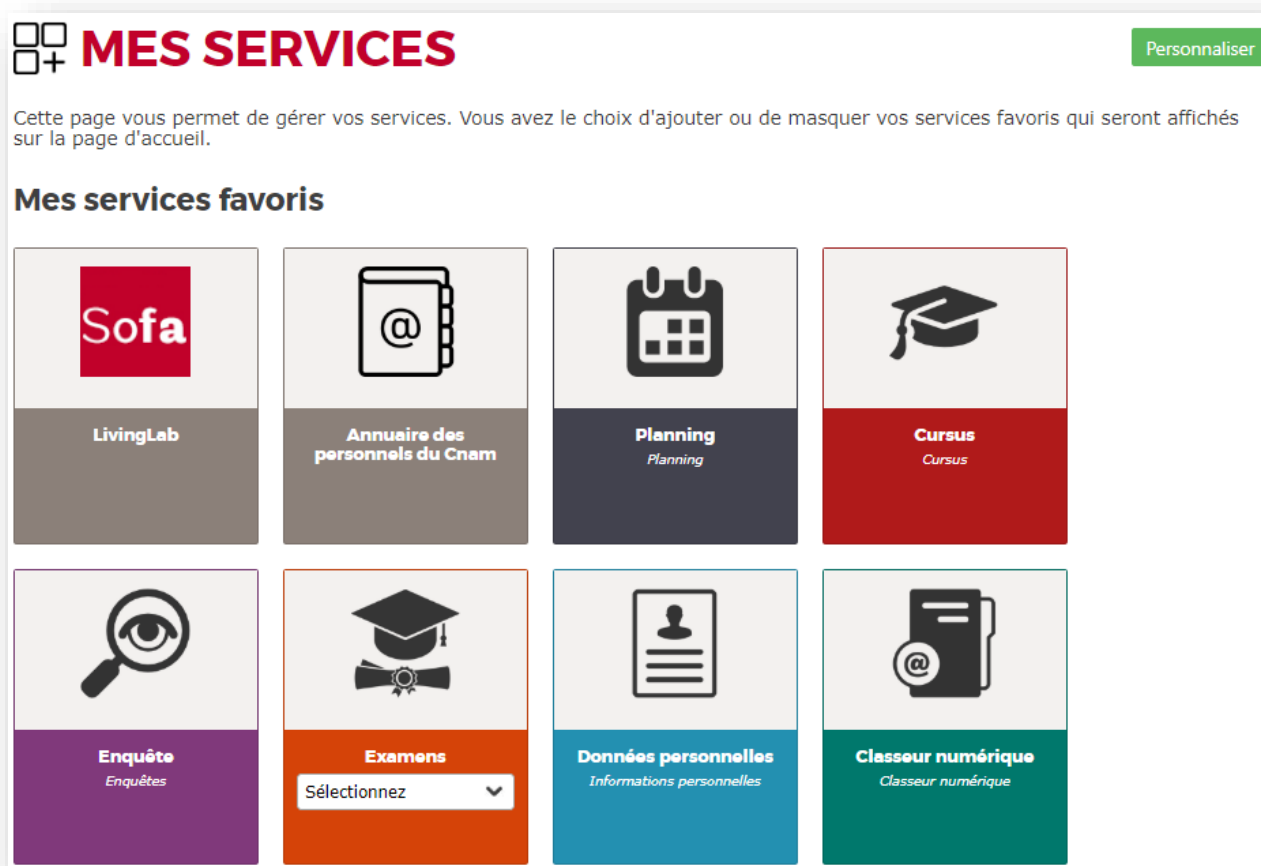 MES SERVICES
Personnaliser
Cette page vous permet de gérer vos services. Vous avez le choix d'ajouter ou de masquer vos services favoris qui seront affichés
sur la page d'accueil.
Mes services favoris
Sofa
@
LivingLab
Annuaire des
personnels du Cnam
Planning
Planning
Cursus
Cursus
@
Enquête
Enquêtes
Examens
Sélectionnez
Données personnelles
Informations personnelles
Classeur numérique
Classeur numérique